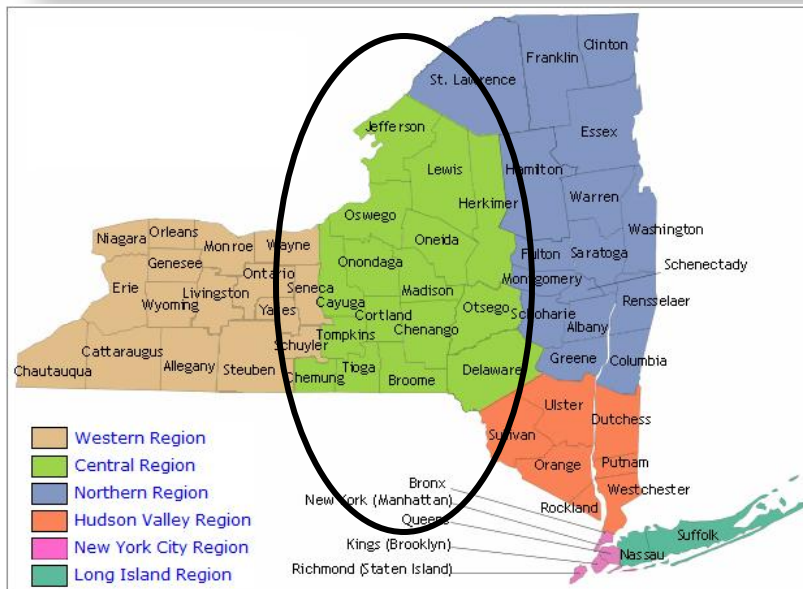 Clinton
Franklin
St. Lawrence
Jefferson
Essex
Lewis
Hamilton
Herkimer
Warren
Oswego
Washington
Niagara
Orleans
Monroe
Wayne
Oneida
Fulton
Saratoga
Genesee
Onondaga
Schenectady
Ontario
Montgomery
Erie
Livingston
Seneca
Madison
Wyoming
Yates
Cayuga
Cortland
Otsego
Rensselaer
Schoharie
Tompkins
Chenango
Albany
Schuyler
Cattaraugus
Greene
Columbia
Chautauqua
Allegany
Steuben
Tioga
Delaware
Chemung
Broome
Ulster
Dutchess
Sullivan
Orange
Putnam
Westchester
Rockland
Bronx
New York (Manhattan)
Queens
Suffolk
Kings (Brooklyn)
Nassau
Richmond (Staten Island)
Western Region
Central Region
Northern Region
Hudson Valley Region
New York City Region
Long Island Region